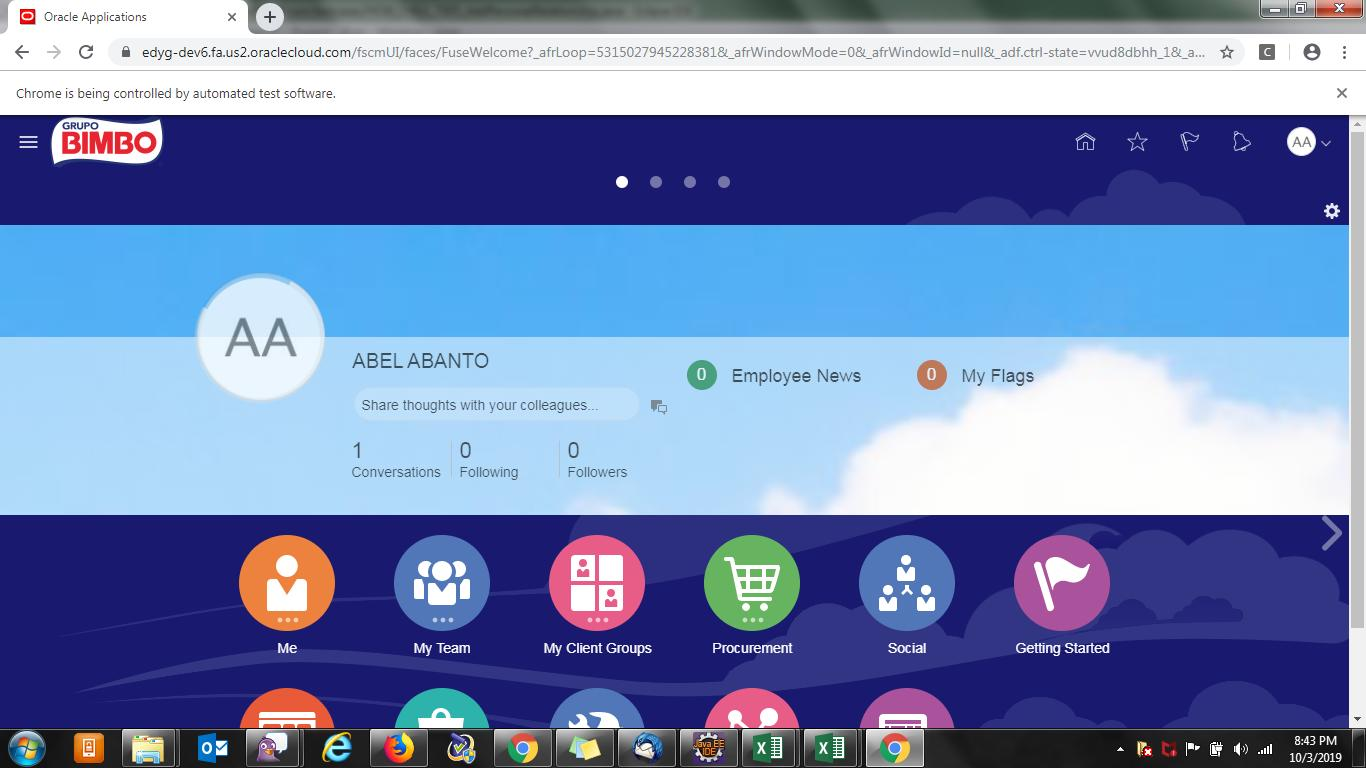 Oracle Applications
edyg-dev6.fa.us2.oraclecloud.com/fscmUI/faces/FuseWelcome?_afrLoop=5315027945228381&_afrWindowMode=0&_afrWindowId=null&_adf.ctrl-state=vvud8dbhh_1&_a...
C
Chrome is being controlled by automated test software.
GRUPO
BIMBO
AA
AA
ABEL ABANTO
0 Employee News
0 My Flags
Share thoughts with your colleagues...
1 0 0
Conversations Following Followers
Me My Team My Client Groups Procurement Social Getting Started
Java EE
IDE
8:43 PM
10/3/2019